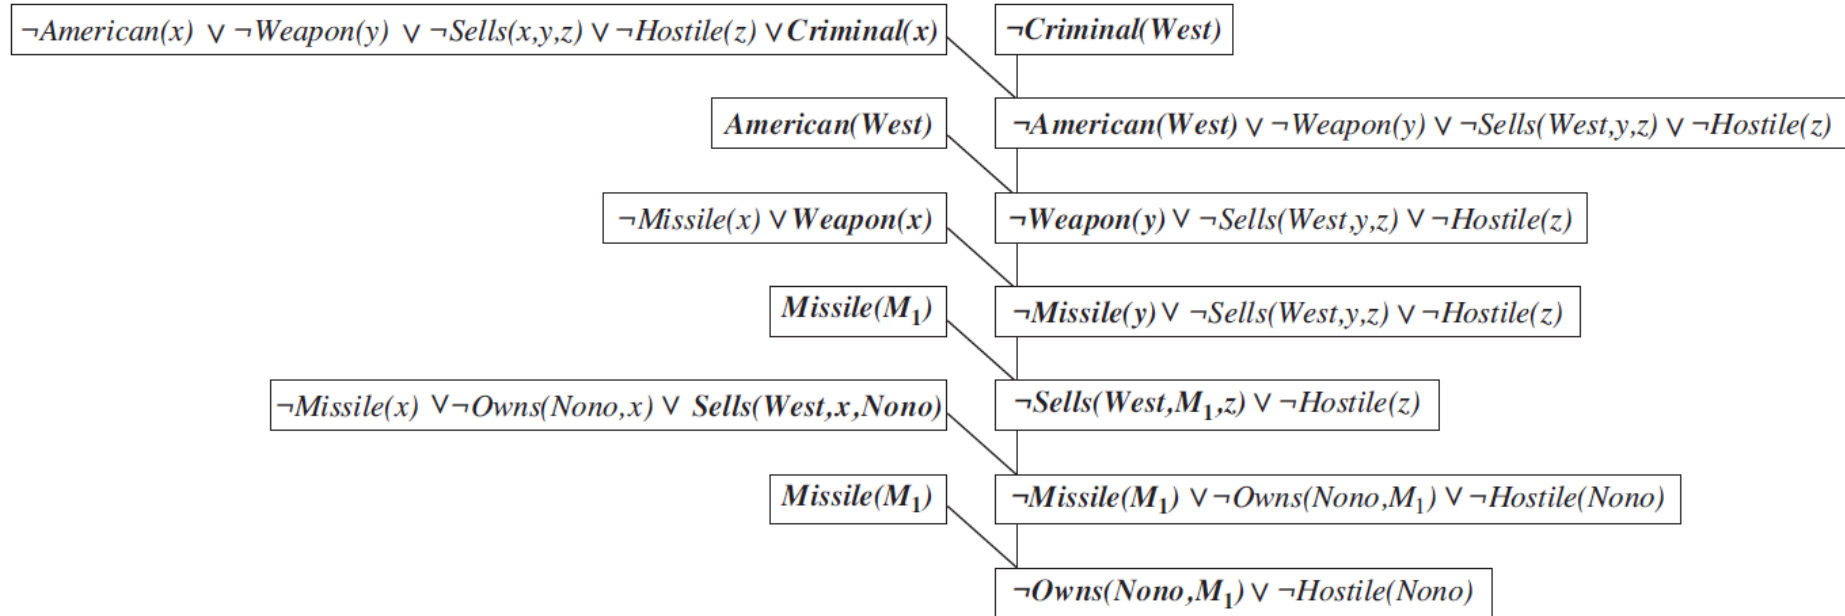 ¬American(x) ∨ ¬Weapon(y) ∨ ¬Sells(x,y,z) ∨ ¬Hostile(z) ∨ Criminal(x)
¬Criminal(West)
American(West)
¬American(West) ∨ ¬Weapon(y) ∨ ¬Sells(West,y,z) ∨ ¬Hostile(z)
¬Missile(x) ∨ Weapon(x)
¬Weapon(y) ∨ ¬Sells(West,y,z) ∨ ¬Hostile(z)
Missile(M₁)
¬Missile(y) ∨ ¬Sells(West,y,z) ∨ ¬Hostile(z)
¬Missile(x) ∨ ¬Owns(Nono,x) ∨ Sells(West,x,Nono)
¬Sells(West,M₁,z) ∨ ¬Hostile(z)
Missile(M₁)
¬Missile(M₁) ∨ ¬Owns(Nono,M₁) ∨ ¬Hostile(Nono)
¬Owns(Nono,M₁) ∨ ¬Hostile(Nono)